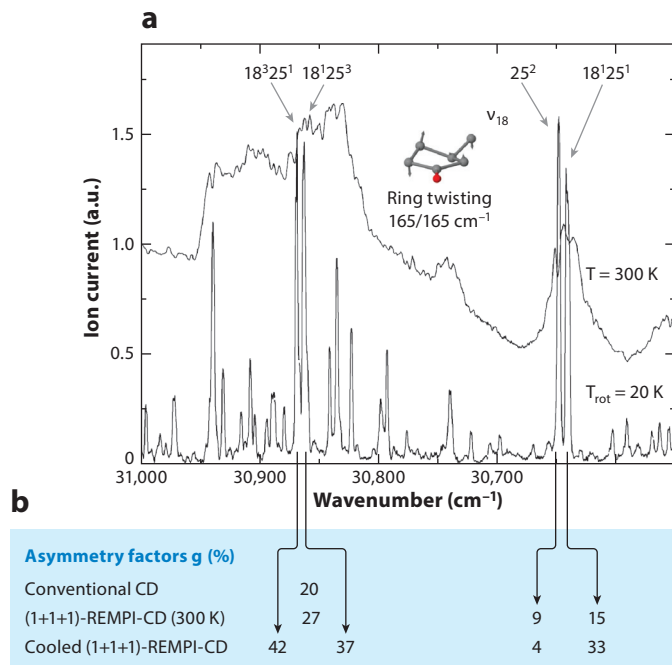 a
18³25¹ 18¹25³ 25² 18¹25¹
ν₁₈
1.5
Ring twisting
165/165 cm⁻¹
1.0
Ion current (a.u.)
T = 300 K
0.5
T_rot = 20 K
0
31,000 30,900 30,800 30,700
Wavenumber (cm⁻¹)
b
Asymmetry factors g (%)
Conventional CD 20
(1+1+1)-REMPI-CD (300 K) 27 9 15
Cooled (1+1+1)-REMPI-CD 42 37 4 33